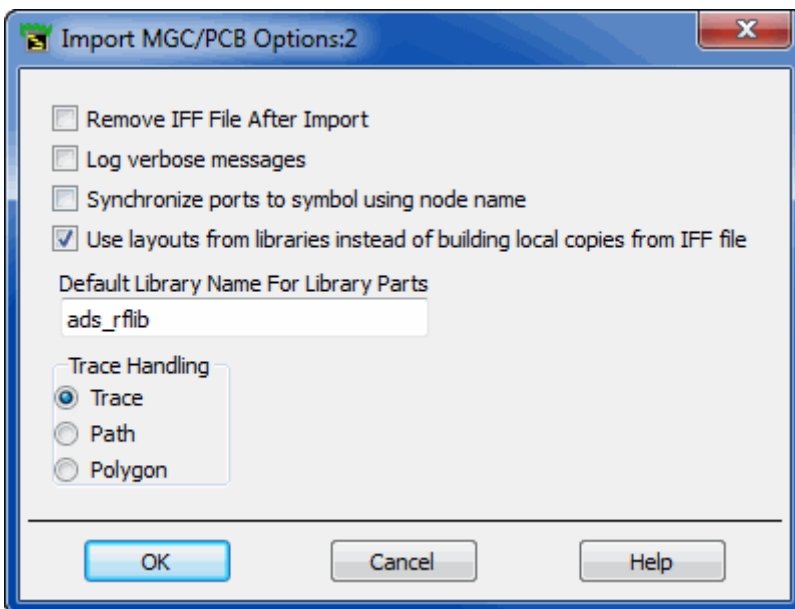 Import MGC/PCB Options:2
Remove IFF File After Import
Log verbose messages
Synchronize ports to symbol using node name
Use layouts from libraries instead of building local copies from IFF file
Default Library Name For Library Parts
ads_rflib
Trace Handling
Trace
Path
Polygon
OK Cancel Help